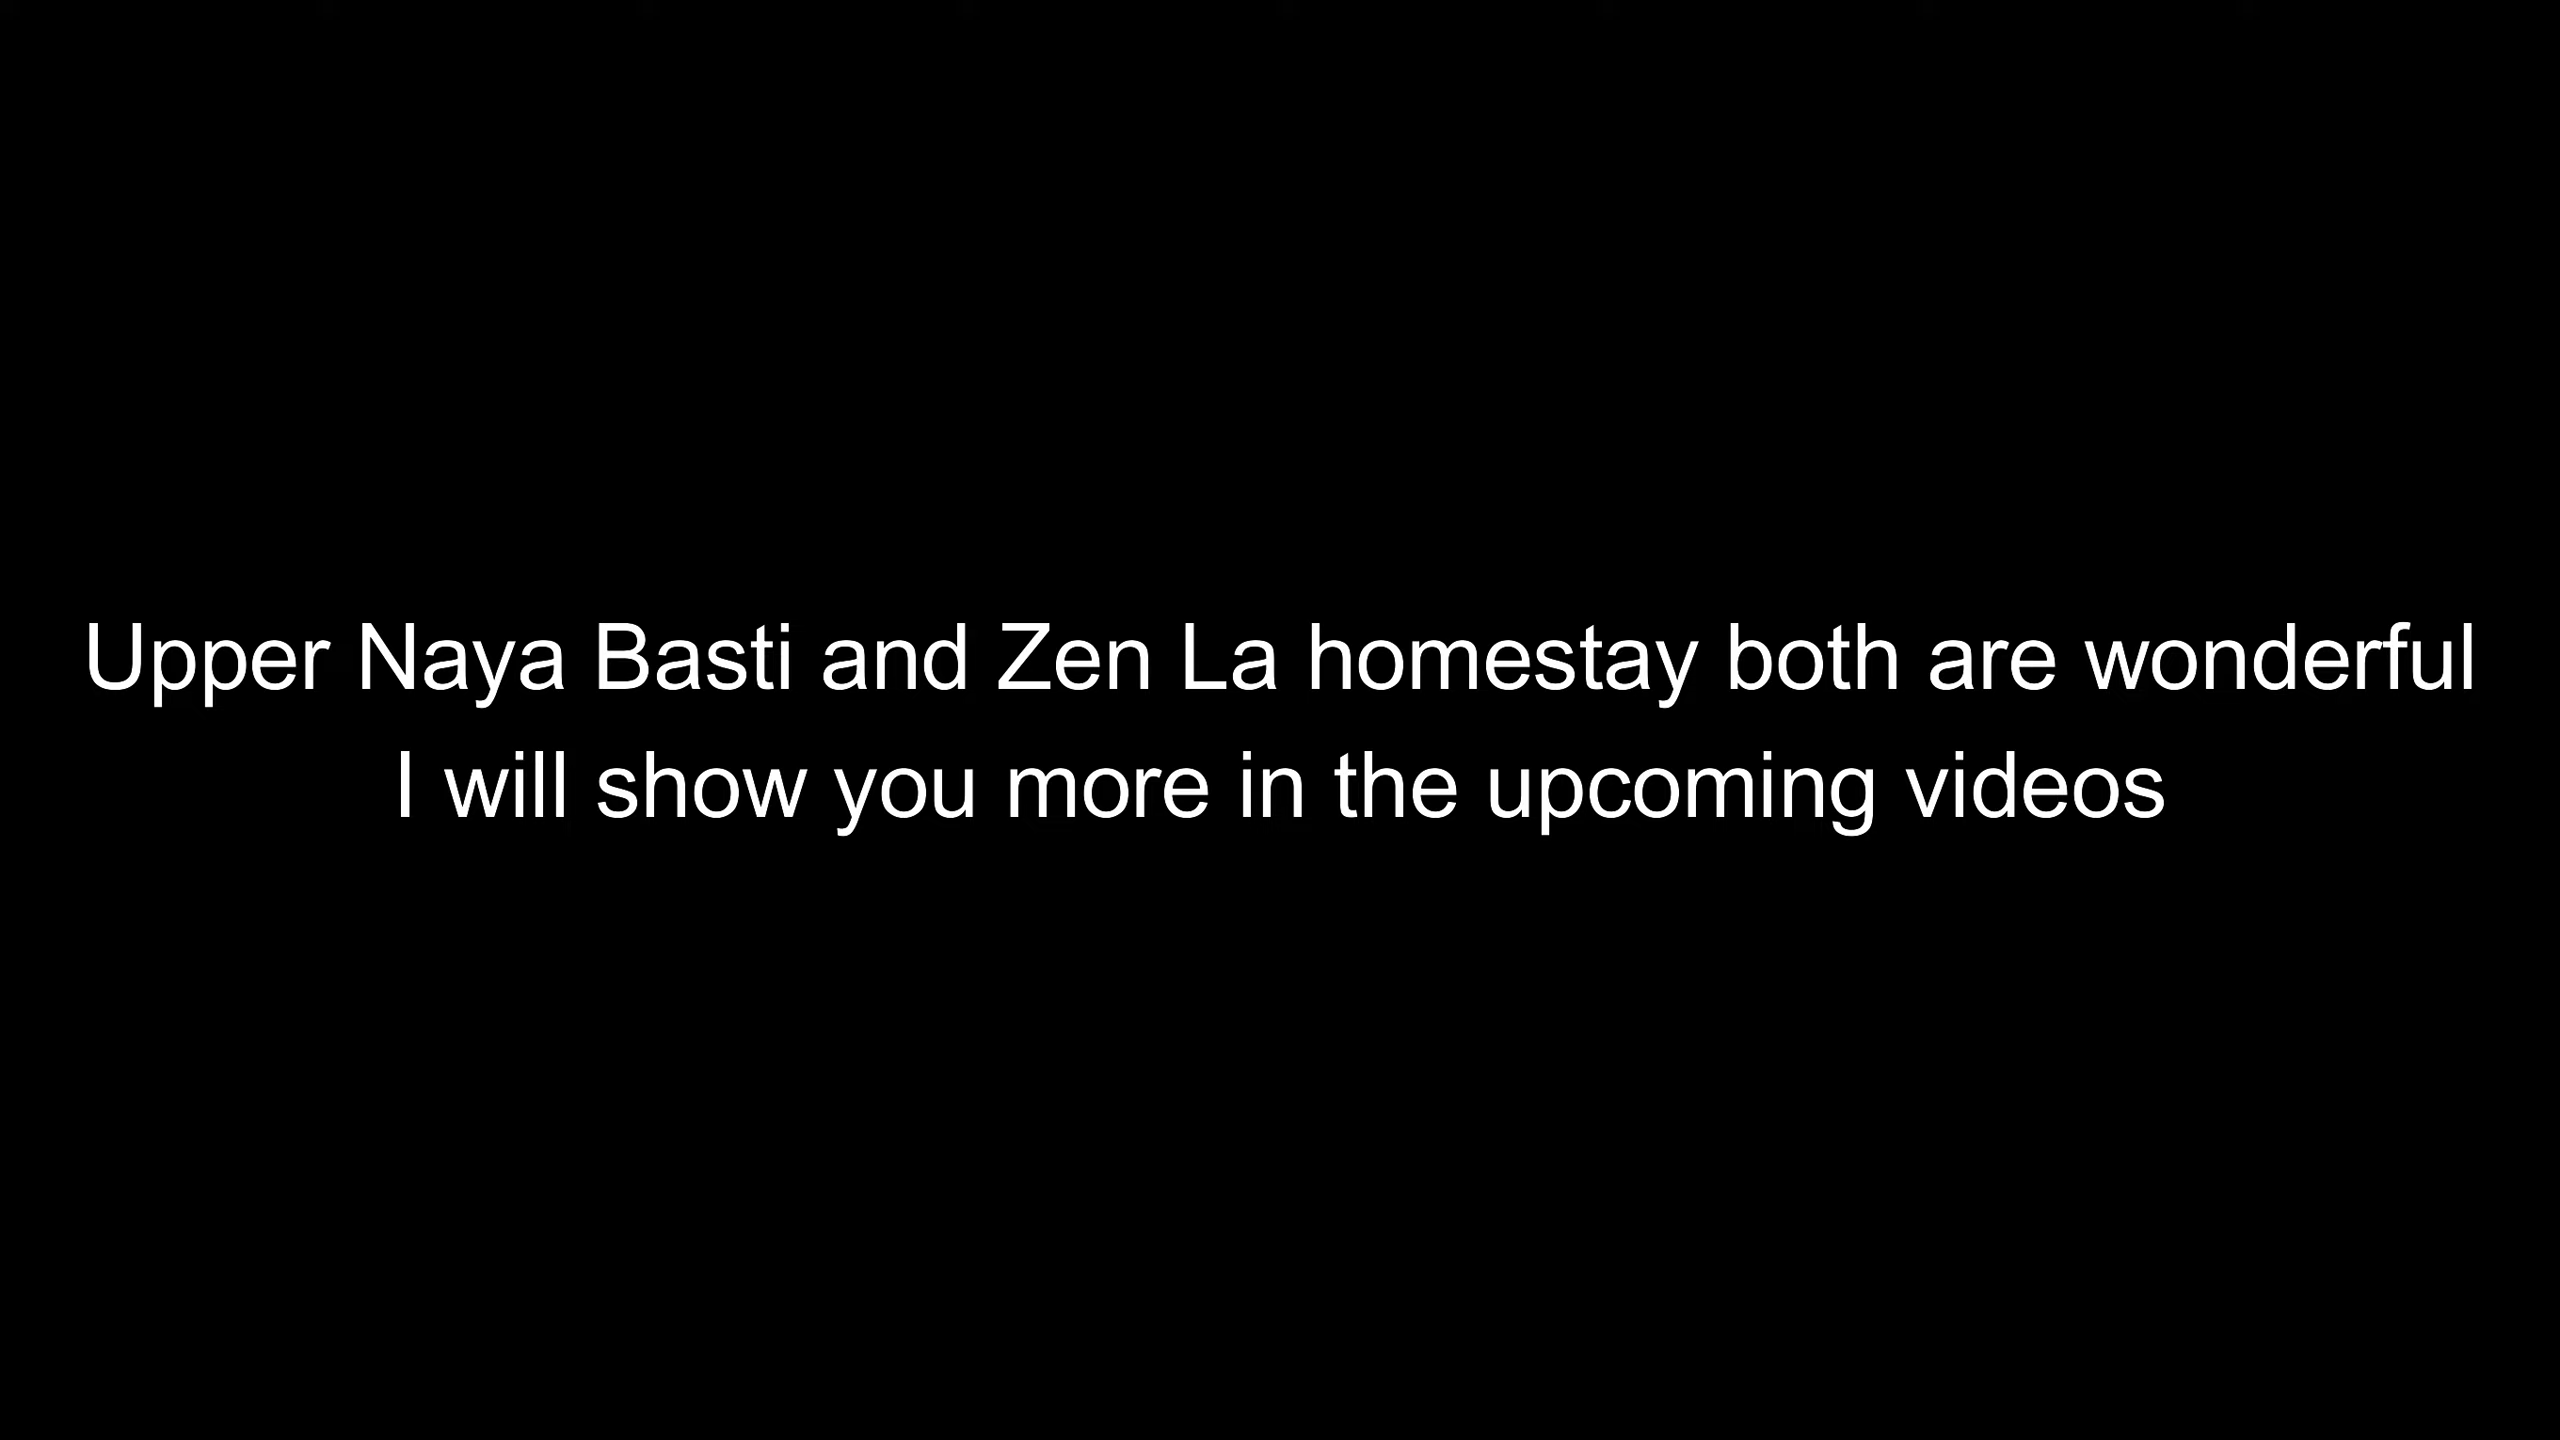 Upper Naya Basti and Zen La homestay both are wonderful
I will show you more in the upcoming videos